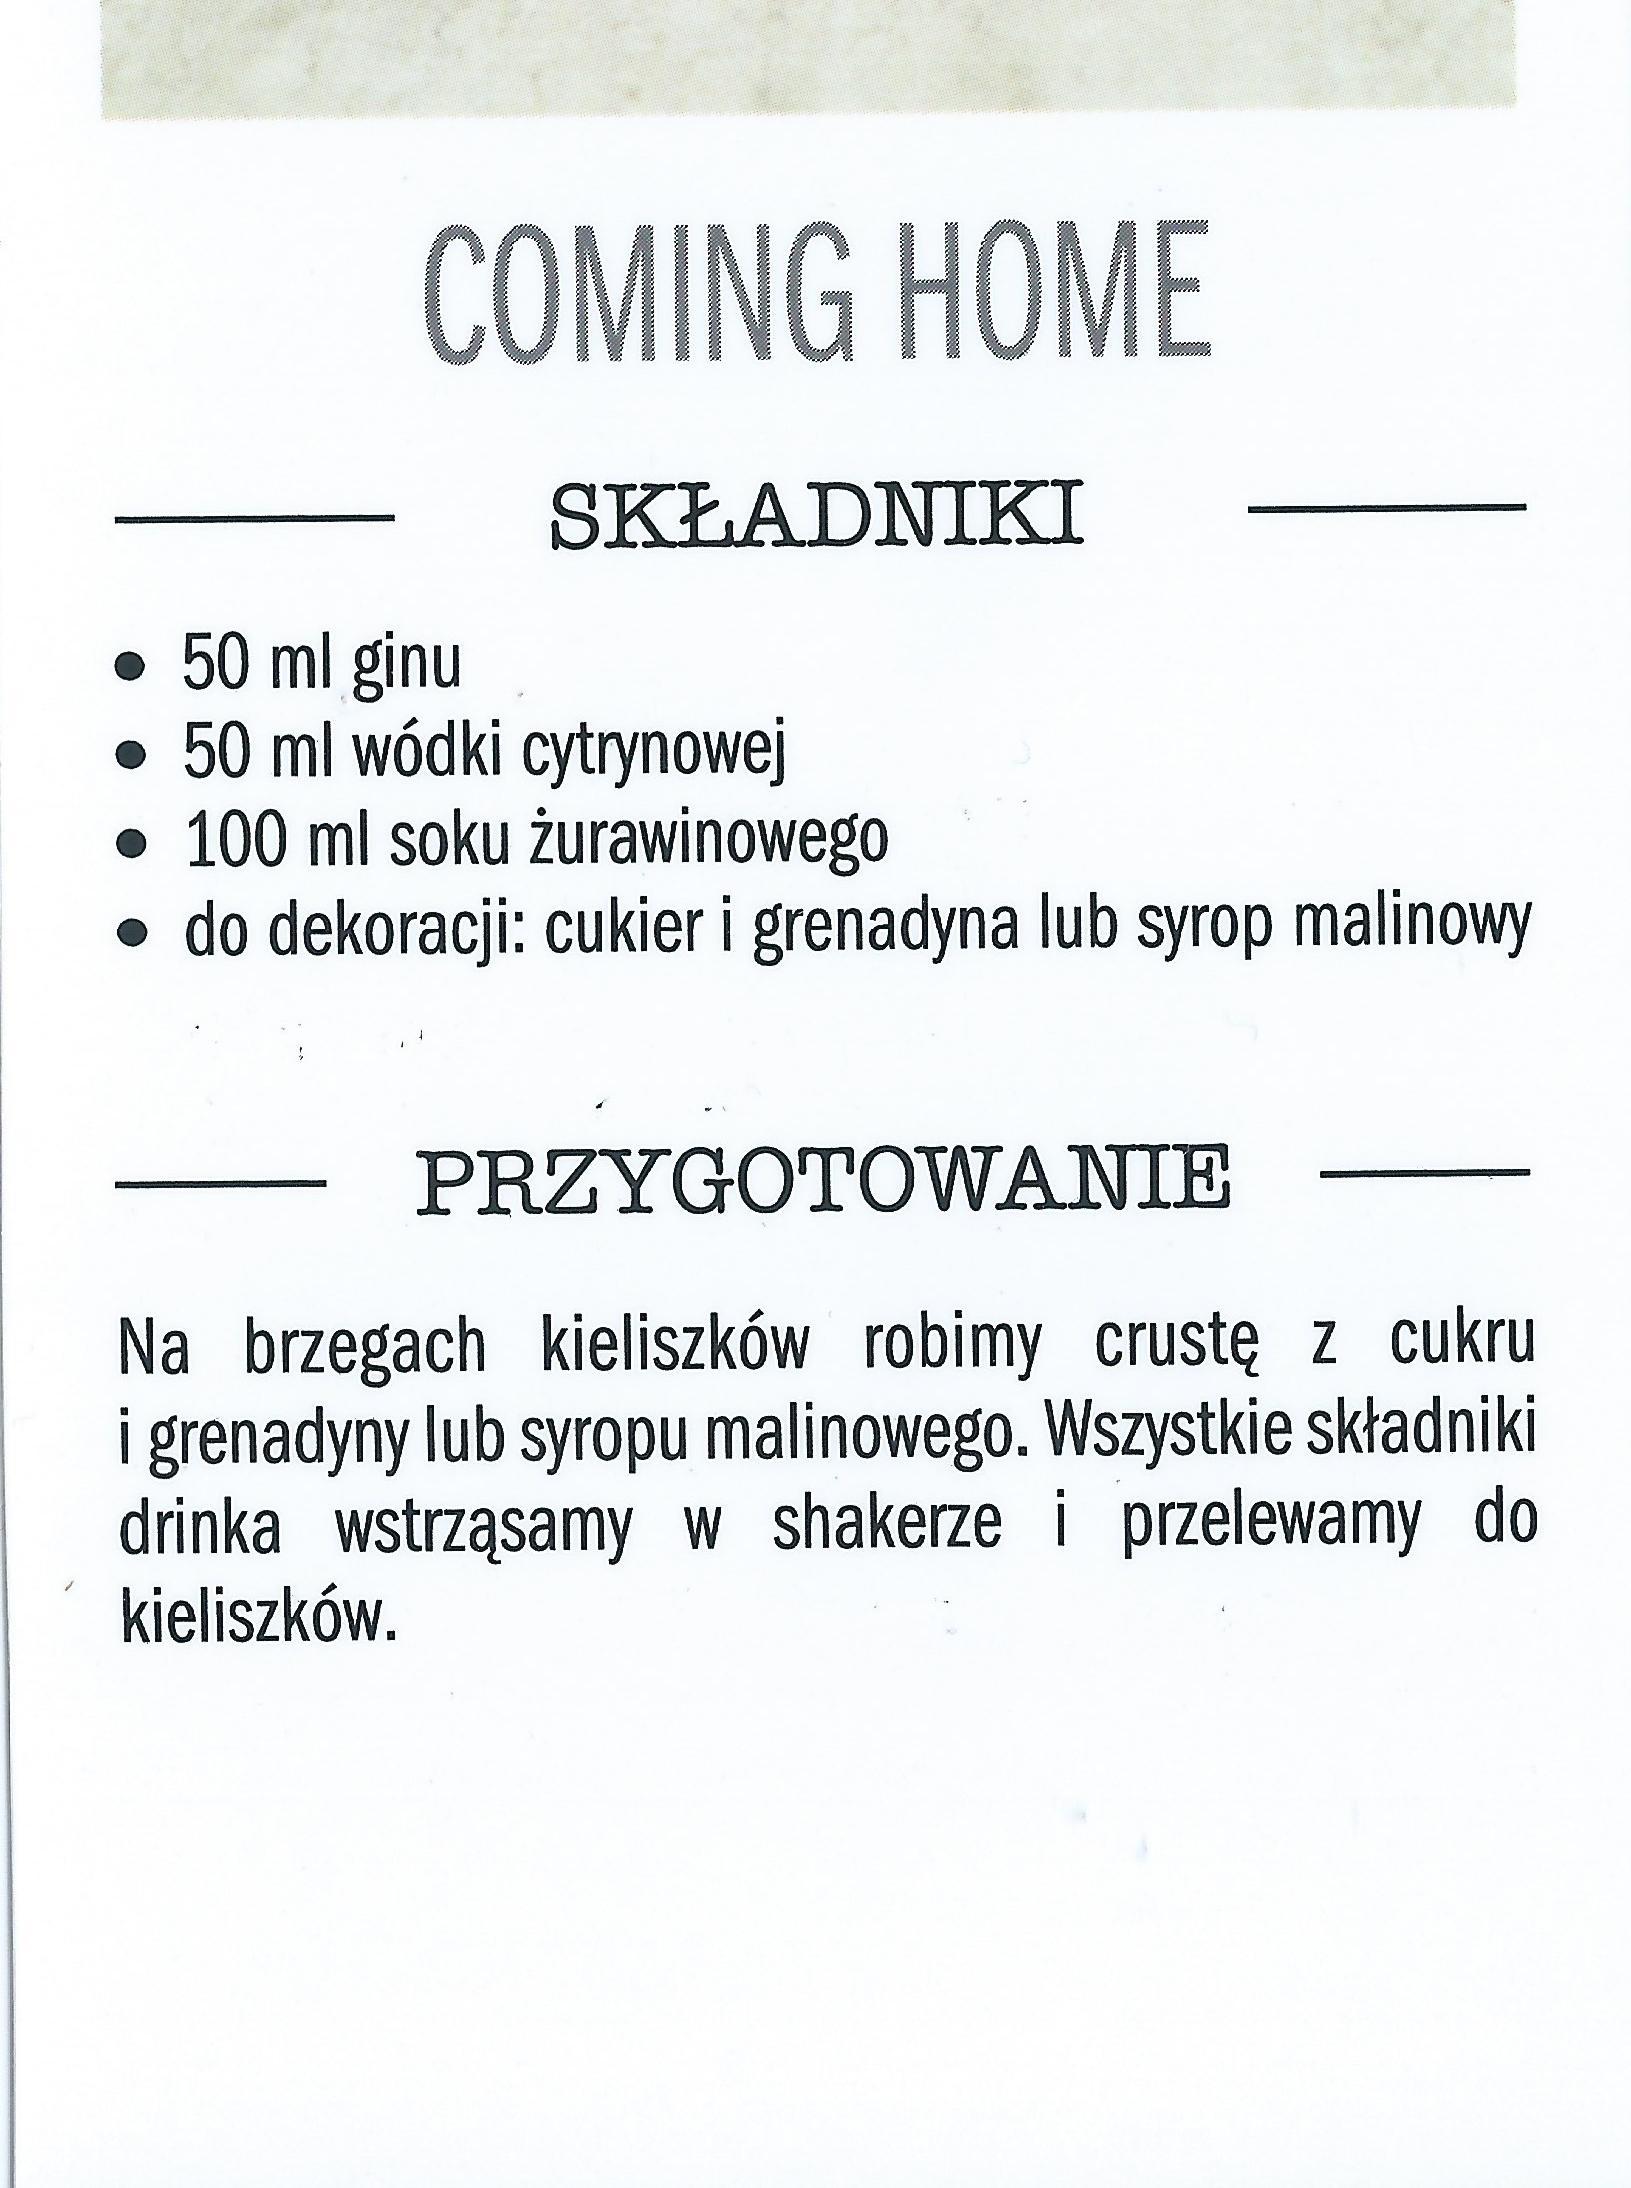 COMING HOME
SKŁADNIKI
• 50 ml ginu
• 50 ml wódki cytrynowej
• 100 ml soku żurawinowego
• do dekoracji: cukier i grenadyna lub syrop malinowy
PRZYGOTOWANIE
Na brzegach kieliszków robimy crustę z cukru
i grenadyny lub syropu malinowego. Wszystkie składniki
drinka wstrząsamy w shakerze i przelewamy do
kieliszków.